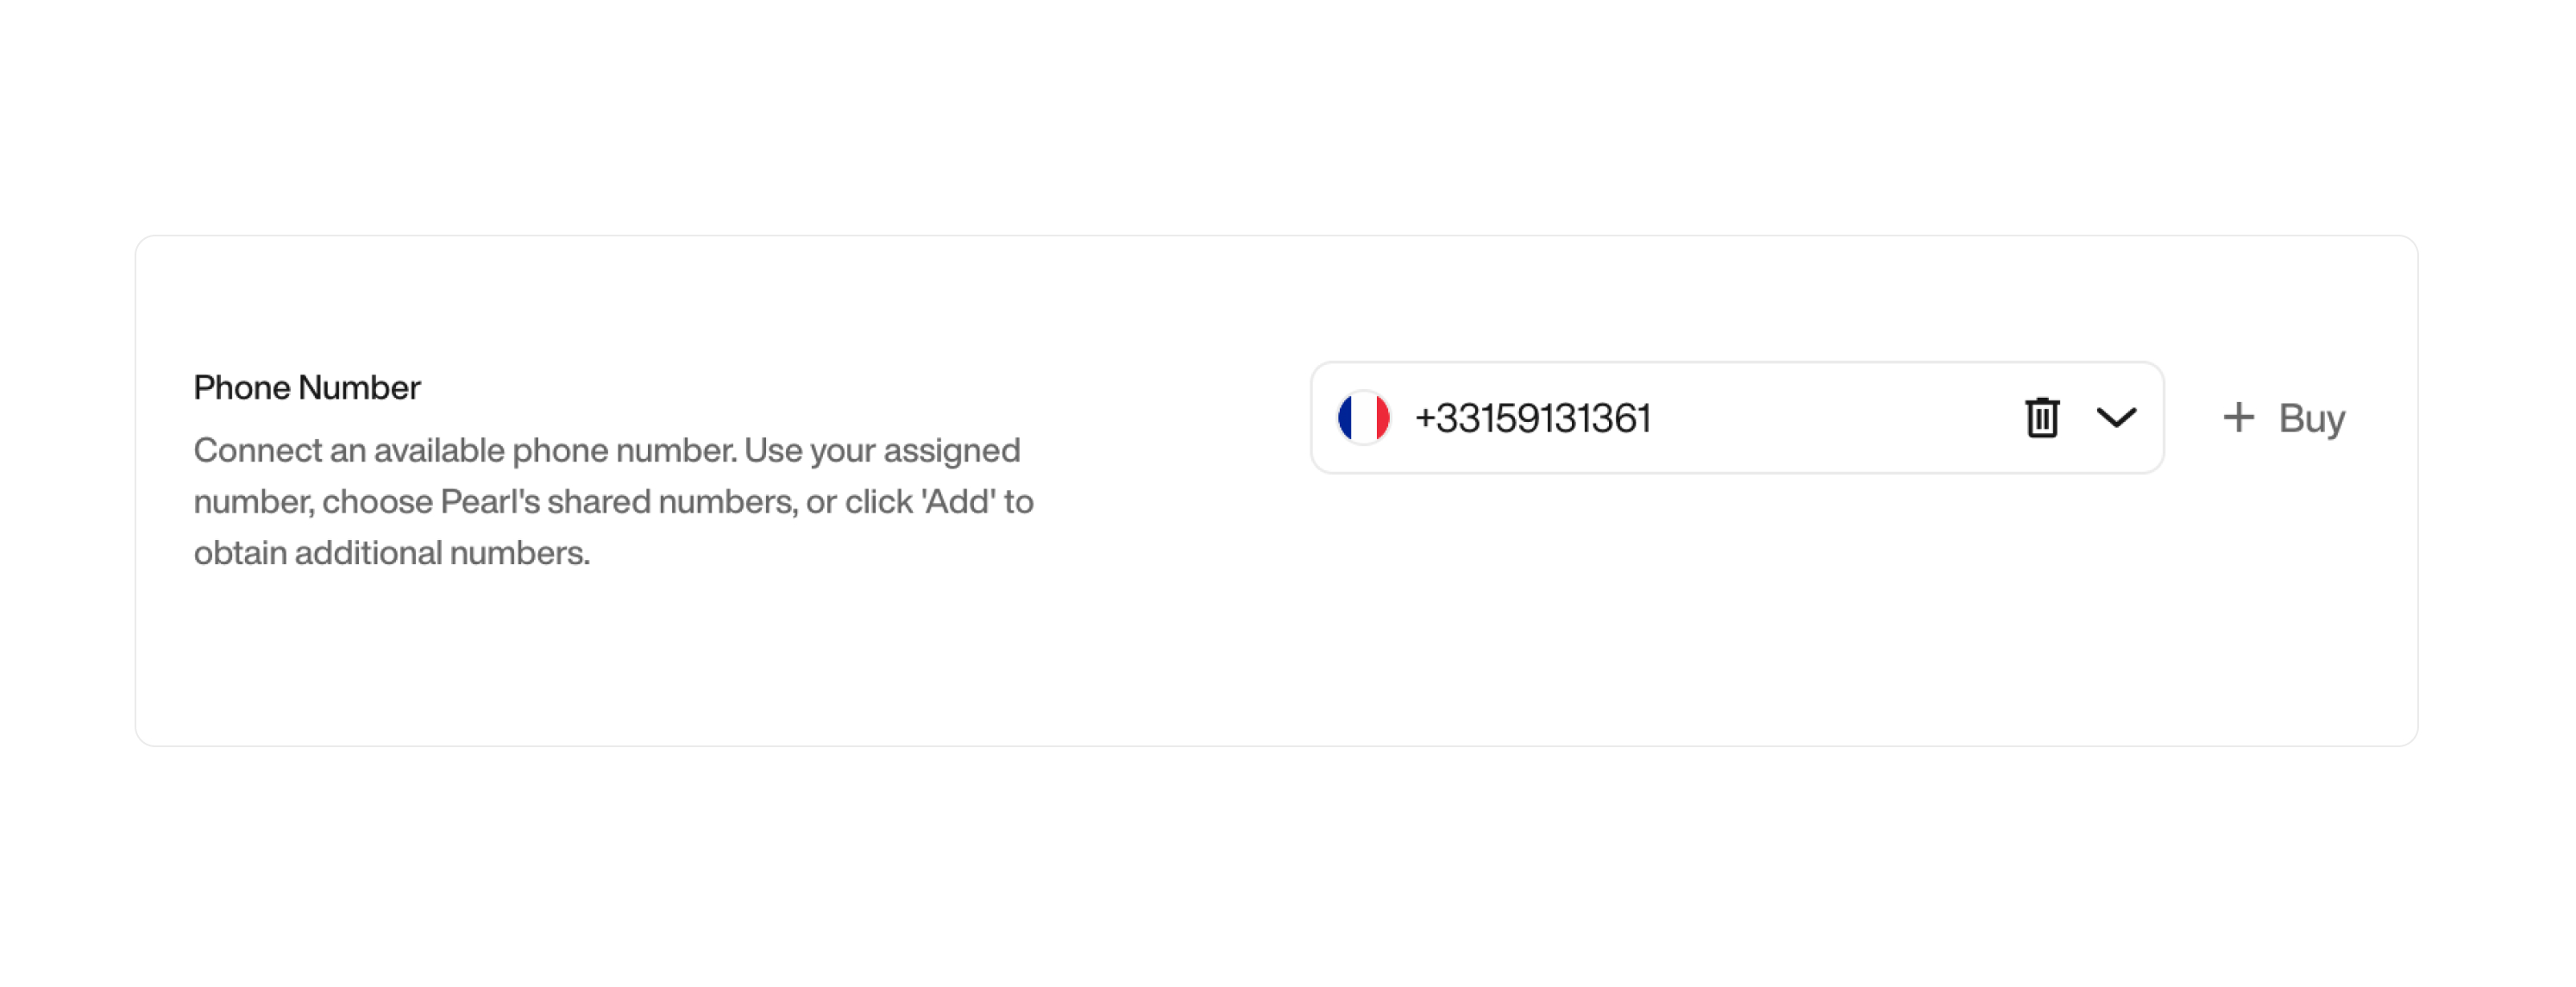 Phone Number
Connect an available phone number. Use your assigned
number, choose Pearl's shared numbers, or click 'Add' to
obtain additional numbers.
+33159131361
+ Buy